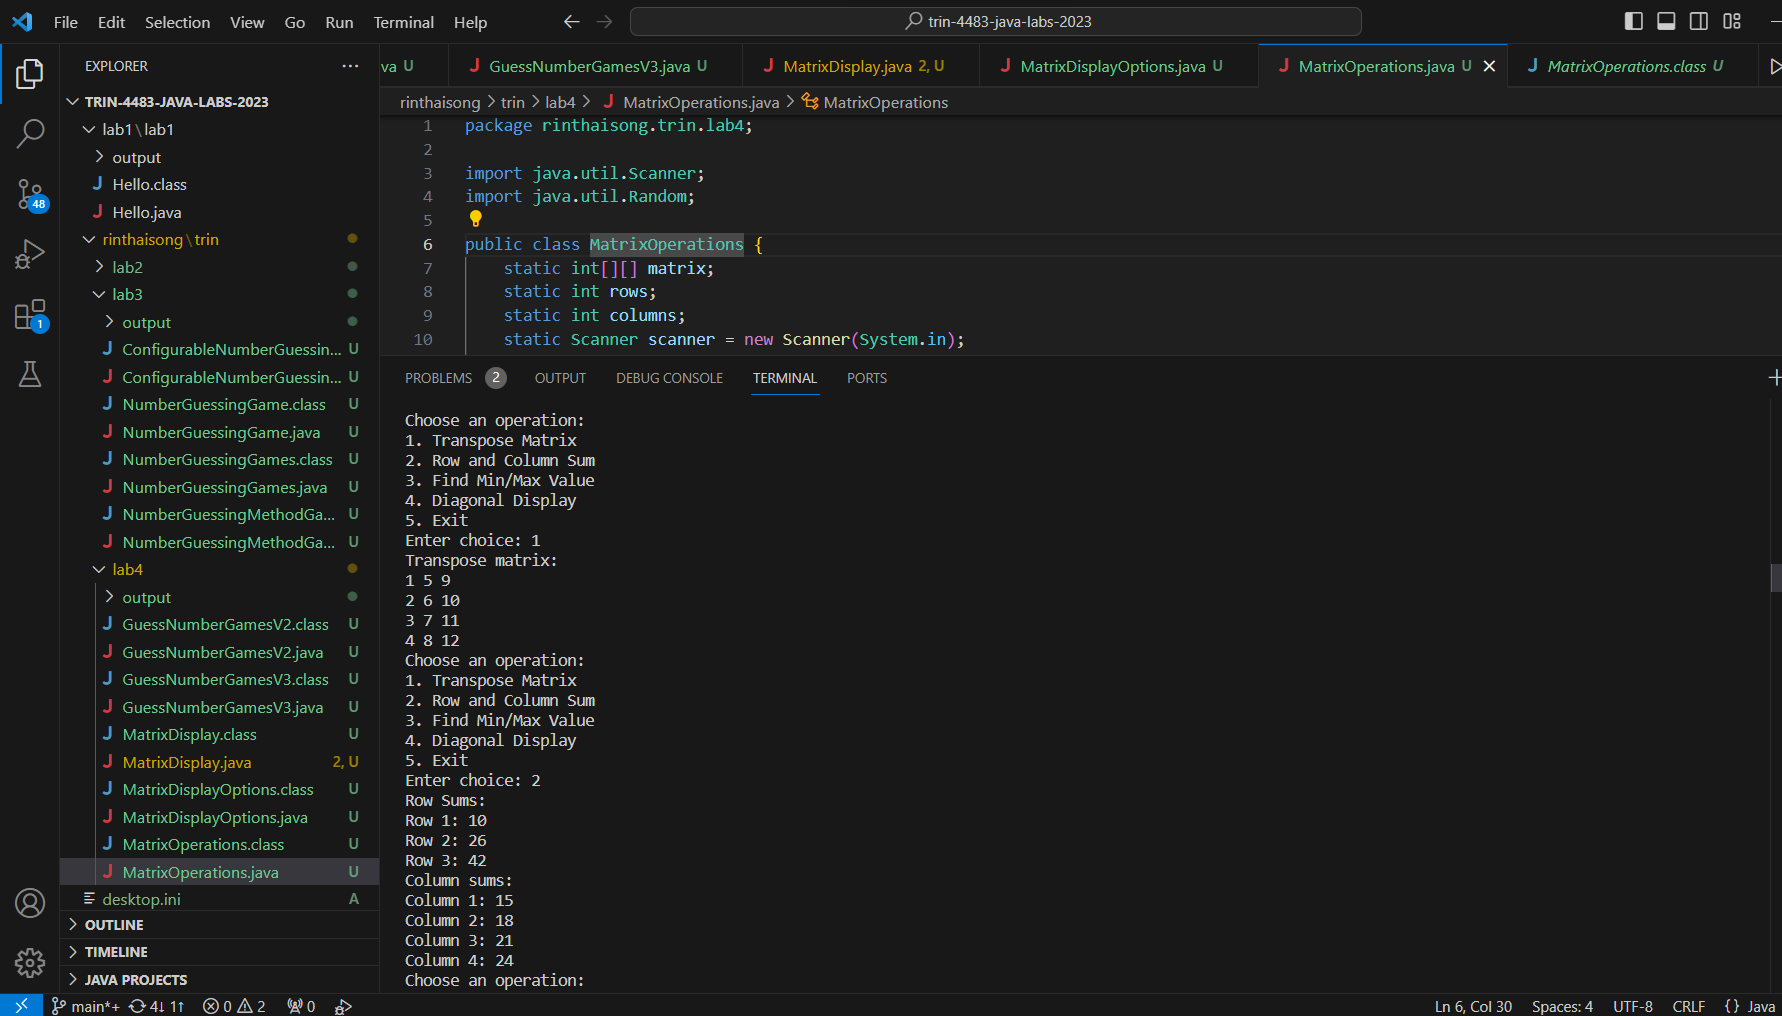 File Edit Selection View Go Run Terminal Help
trin-4483-java-labs-2023
EXPLORER
TRIN-4483-JAVA-LABS-2023
lab1\lab1
output
Hello.class
Hello.java
rinthaisong\trin
lab2
lab3
output
ConfigurableNumberGuessin... U
ConfigurableNumberGuessin... U
NumberGuessingGame.class U
NumberGuessingGame.java U
NumberGuessingGames.class U
NumberGuessingGames.java U
NumberGuessingMethodGa... U
NumberGuessingMethodGa... U
lab4
output
GuessNumberGamesV2.class U
GuessNumberGamesV2.java U
GuessNumberGamesV3.class U
GuessNumberGamesV3.java U
MatrixDisplay.class U
MatrixDisplay.java 2, U
MatrixDisplayOptions.class U
MatrixDisplayOptions.java U
MatrixOperations.class U
MatrixOperations.java U
desktop.ini A
OUTLINE
TIMELINE
JAVA PROJECTS
48
1
va U GuessNumberGamesV3.java U MatrixDisplay.java 2, U MatrixDisplayOptions.java U MatrixOperations.java U MatrixOperations.class U
rinthaisong > trin > lab4 > MatrixOperations.java > MatrixOperations
1 package rinthaisong.trin.lab4;
2
3 import java.util.Scanner;
4 import java.util.Random;
5
6 public class MatrixOperations {
7 static int[][] matrix;
8 static int rows;
9 static int columns;
10 static Scanner scanner = new Scanner(System.in);
PROBLEMS 2 OUTPUT DEBUG CONSOLE TERMINAL PORTS
Choose an operation:
1. Transpose Matrix
2. Row and Column Sum
3. Find Min/Max Value
4. Diagonal Display
5. Exit
Enter choice: 1
Transpose matrix:
1 5 9
2 6 10
3 7 11
4 8 12
Choose an operation:
1. Transpose Matrix
2. Row and Column Sum
3. Find Min/Max Value
4. Diagonal Display
5. Exit
Enter choice: 2
Row Sums:
Row 1: 10
Row 2: 26
Row 3: 42
Column sums:
Column 1: 15
Column 2: 18
Column 3: 21
Column 4: 24
Choose an operation:
main*+ 4↓ 1↑ 0 2 0 Ln 6, Col 30 Spaces: 4 UTF-8 CRLF {} Java